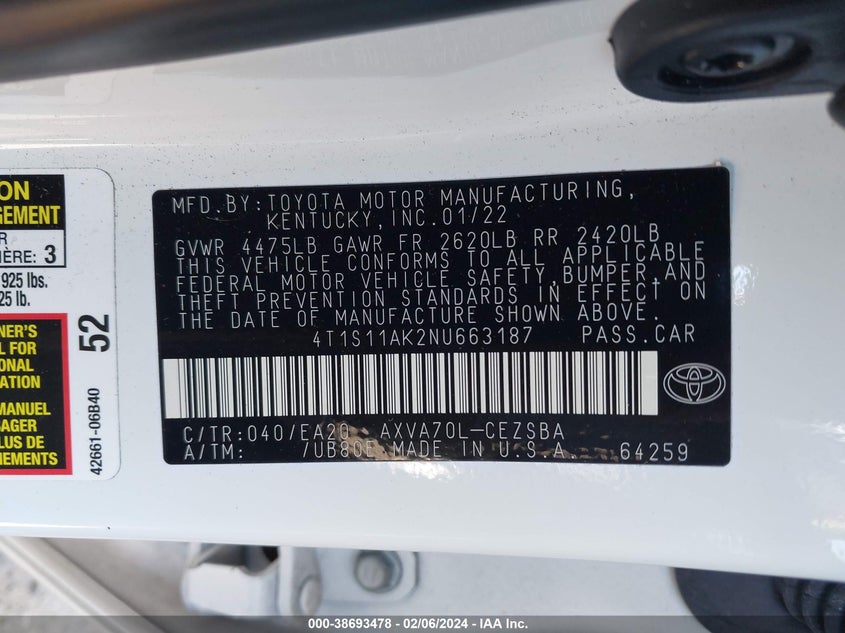 ON
GEMENT
R
IÈRE: 3
925 lbs.
25 lb.
NER'S
L FOR
ONAL
ATION
MANUEL
AGER
LUS DE
EMENTS
52
42661-06B40
MFD.BY:TOYOTA MOTOR MANUFACTURING,
KENTUCKY,INC.01/22
GVWR 4475LB GAWR FR 2620LB RR 2420LB
THIS VEHICLE CONFORMS TO ALL APPLICABLE
FEDERAL MOTOR VEHICLE SAFETY,BUMPER,AND
THEFT PREVENTION STANDARDS IN EFFECT ON
THE DATE OF MANUFACTURE SHOWN ABOVE.
4T1S11AK2NU663187 PASS.CAR
C/TR:040/EA20 AXVA70L-CEZSBA
A/TM: /UB80E MADE IN U.S.A. 64259
000-38693478 - 02/06/2024 - IAA Inc.